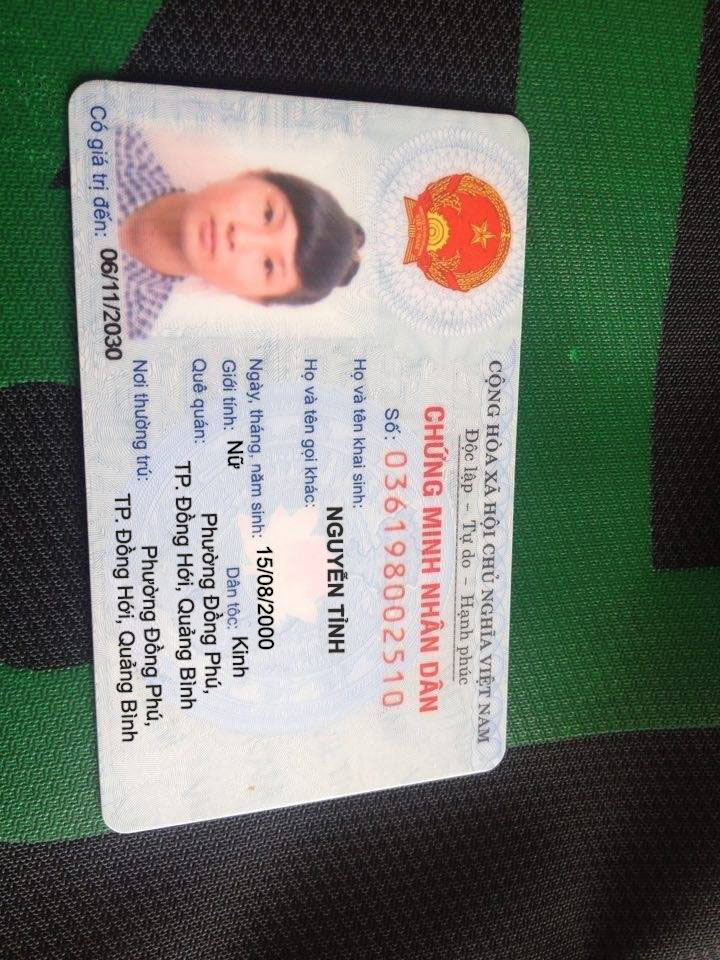 CỘNG HÒA XÃ HỘI CHỦ NGHĨA VIỆT NAM
Độc lập - Tự do - Hạnh phúc
CHỨNG MINH NHÂN DÂN
Số: 036198002510
Họ và tên khai sinh:
NGUYỄN TÌNH
Họ và tên gọi khác:
Ngày, tháng, năm sinh: 15/08/2000
Giới tính: Nữ Dân tộc: Kinh
Quê quán: Phường Đồng Phú,
TP. Đồng Hới, Quảng Bình
Nơi thường trú: Phường Đồng Phú,
TP. Đồng Hới, Quảng Bình
Có giá trị đến: 06/11/2030